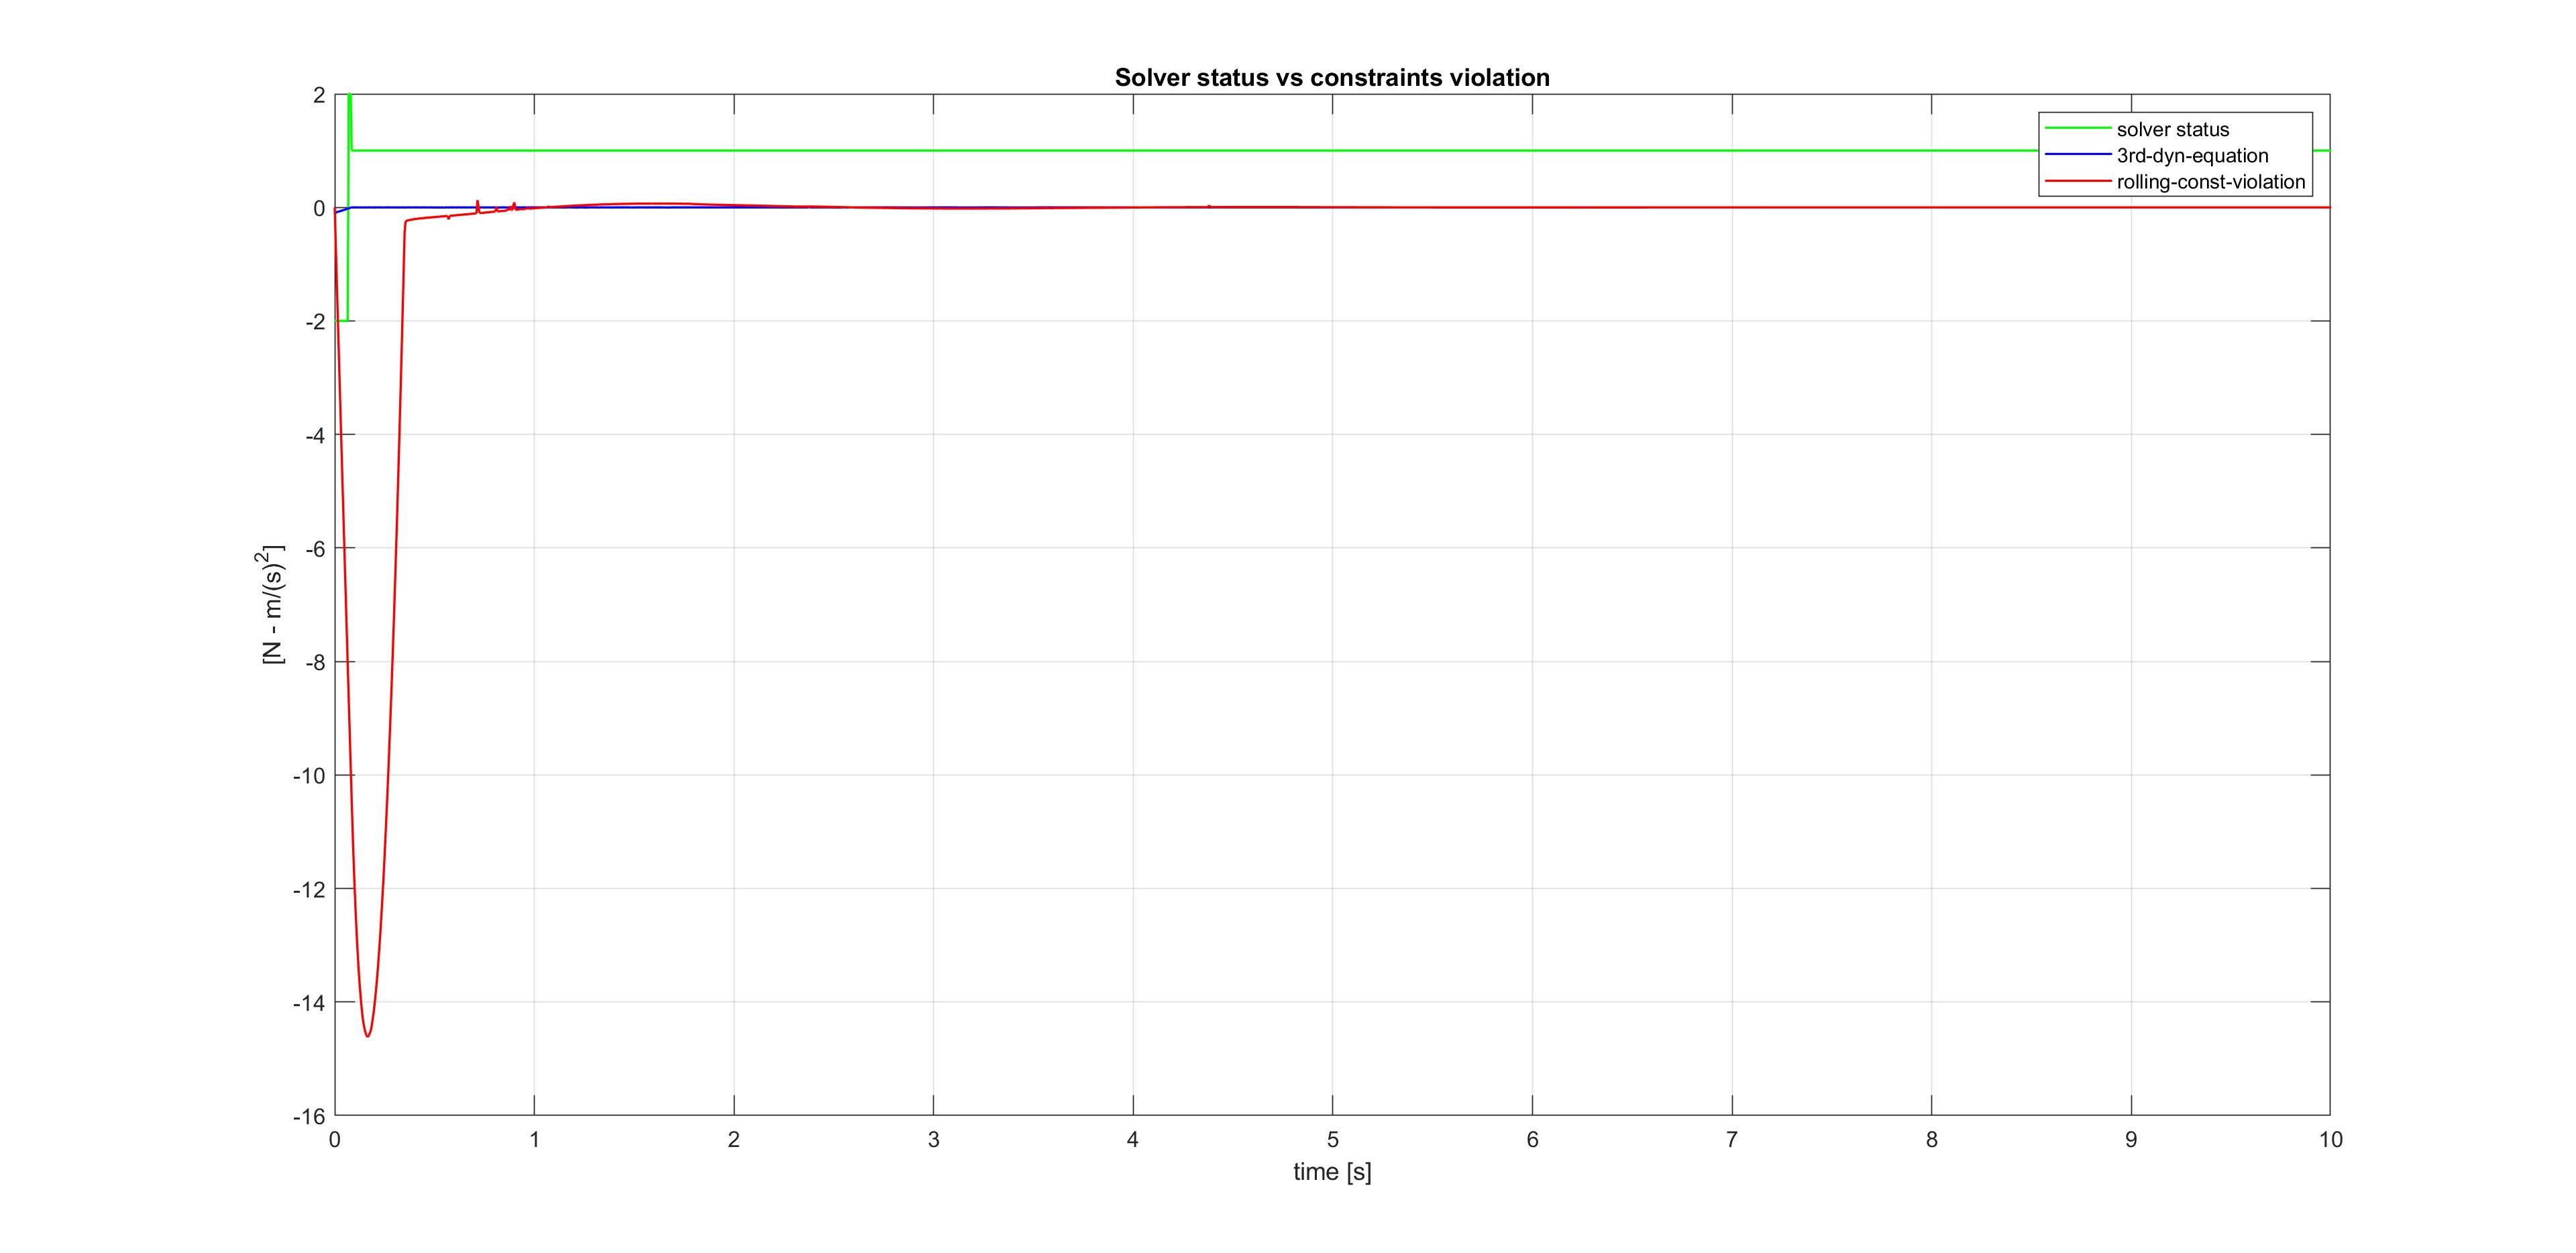 Solver status vs constraints violation
2
0
-2
-4
-6
-8
-10
-12
-14
-16
[N - m/(s)²]
solver status
3rd-dyn-equation
rolling-const-violation
0 1 2 3 4 5 6 7 8 9 10
time [s]